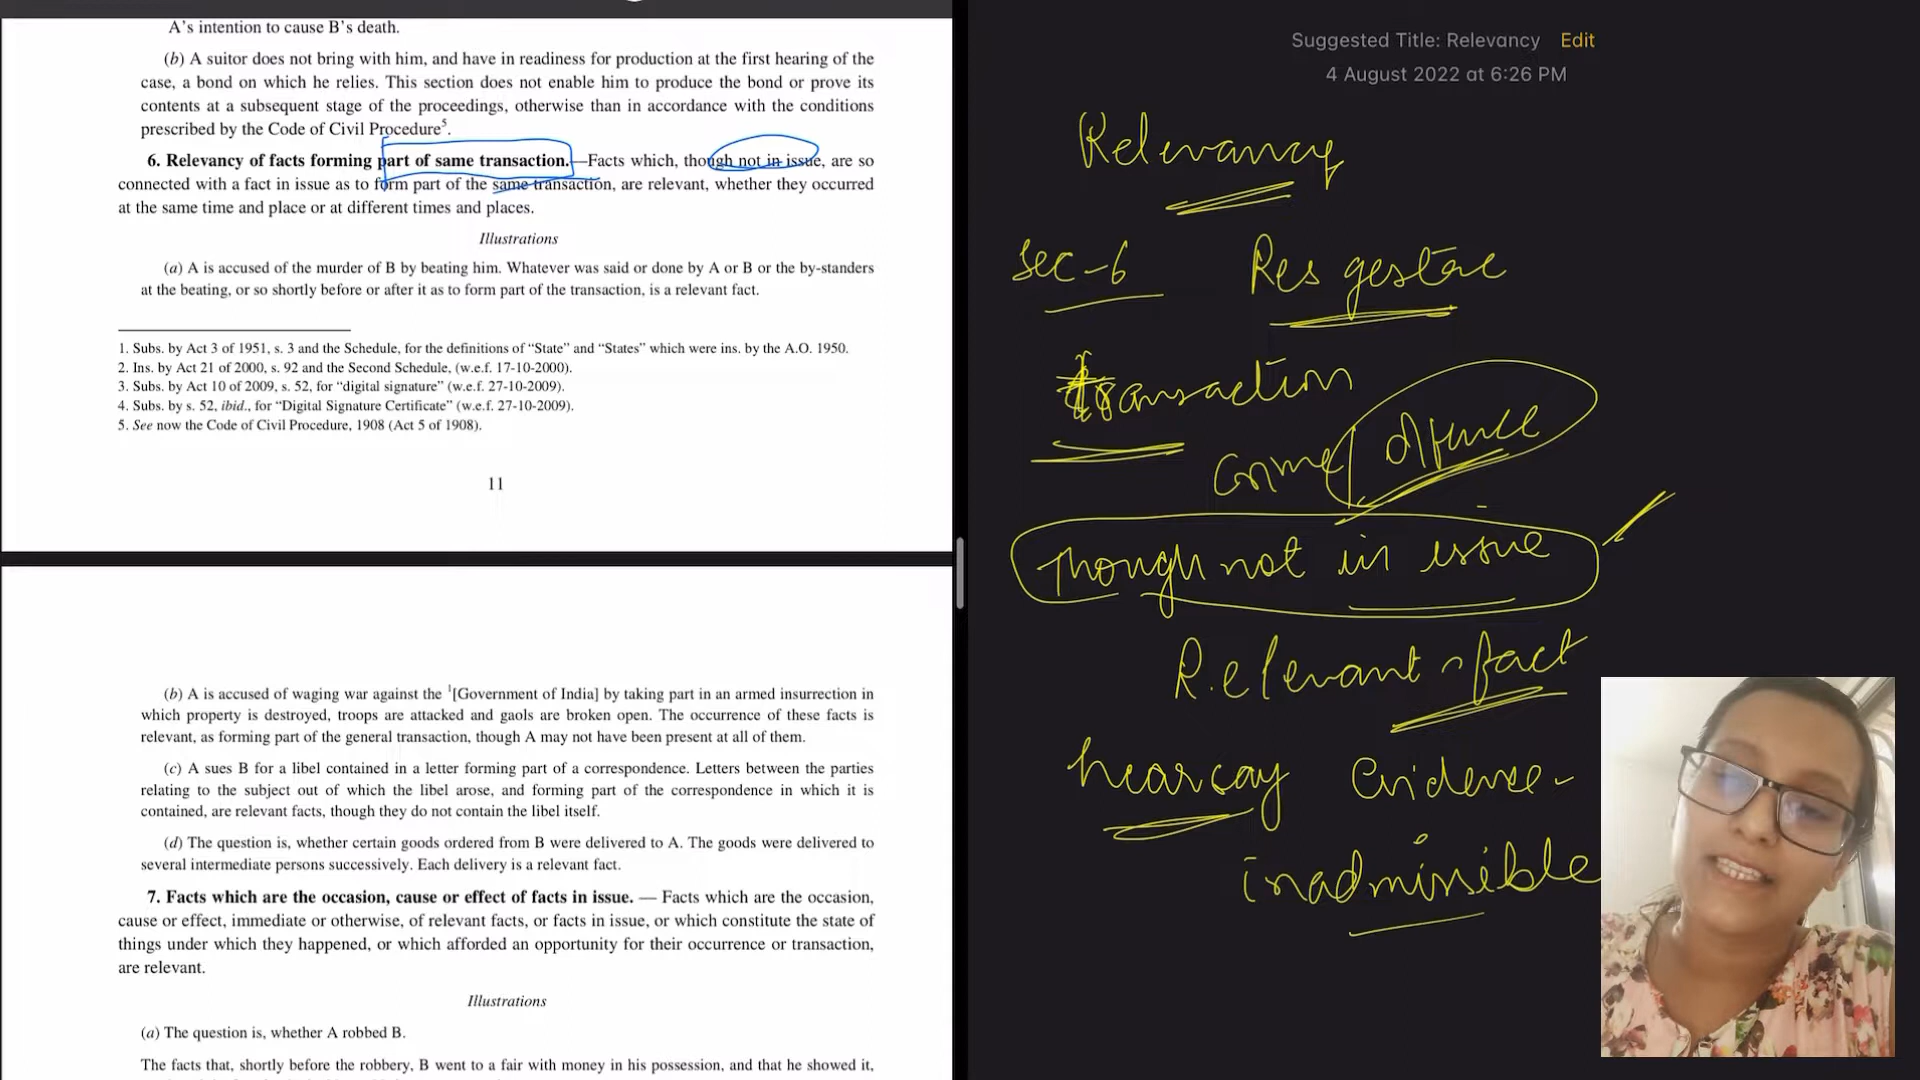 A's intention to cause B's death.
(b) A suitor does not bring with him, and have in readiness for production at the first hearing of the
case, a bond on which he relies. This section does not enable him to produce the bond or prove its
contents at a subsequent stage of the proceedings, otherwise than in accordance with the conditions
prescribed by the Code of Civil Procedure5.
6. Relevancy of facts forming part of same transaction.—Facts which, though not in issue, are so
connected with a fact in issue as to form part of the same transaction, are relevant, whether they occurred
at the same time and place or at different times and places.
Illustrations
(a) A is accused of the murder of B by beating him. Whatever was said or done by A or B or the by-standers
at the beating, or so shortly before or after it as to form part of the transaction, is a relevant fact.
1. Subs. by Act 3 of 1951, s. 3 and the Schedule, for the definitions of “State” and “States” which were ins. by the A.O. 1950.
2. Ins. by Act 21 of 2000, s. 92 and the Second Schedule, (w.e.f. 17-10-2000).
3. Subs. by Act 10 of 2009, s. 52, for “digital signature” (w.e.f. 27-10-2009).
4. Subs. by s. 52, ibid., for “Digital Signature Certificate” (w.e.f. 27-10-2009).
5. See now the Code of Civil Procedure, 1908 (Act 5 of 1908).
11
(b) A is accused of waging war against the 1[Government of India] by taking part in an armed insurrection in
which property is destroyed, troops are attacked and gaols are broken open. The occurrence of these facts is
relevant, as forming part of the general transaction, though A may not have been present at all of them.
(c) A sues B for a libel contained in a letter forming part of a correspondence. Letters between the parties
relating to the subject out of which the libel arose, and forming part of the correspondence in which it is
contained, are relevant facts, though they do not contain the libel itself.
(d) The question is, whether certain goods ordered from B were delivered to A. The goods were delivered to
several intermediate persons successively. Each delivery is a relevant fact.
7. Facts which are the occasion, cause or effect of facts in issue. — Facts which are the occasion,
cause or effect, immediate or otherwise, of relevant facts, or facts in issue, or which constitute the state of
things under which they happened, or which afforded an opportunity for their occurrence or transaction,
are relevant.
Illustrations
(a) The question is, whether A robbed B.
The facts that, shortly before the robbery, B went to a fair with money in his possession, and that he showed it,
Suggested Title: Relevancy Edit
4 August 2022 at 6:26 PM
Relevancy
Sec-6 Res gestae
transaction
Crime/ offence
Though not in issue
Relevant fact
hearsay Evidence-
inadmissible